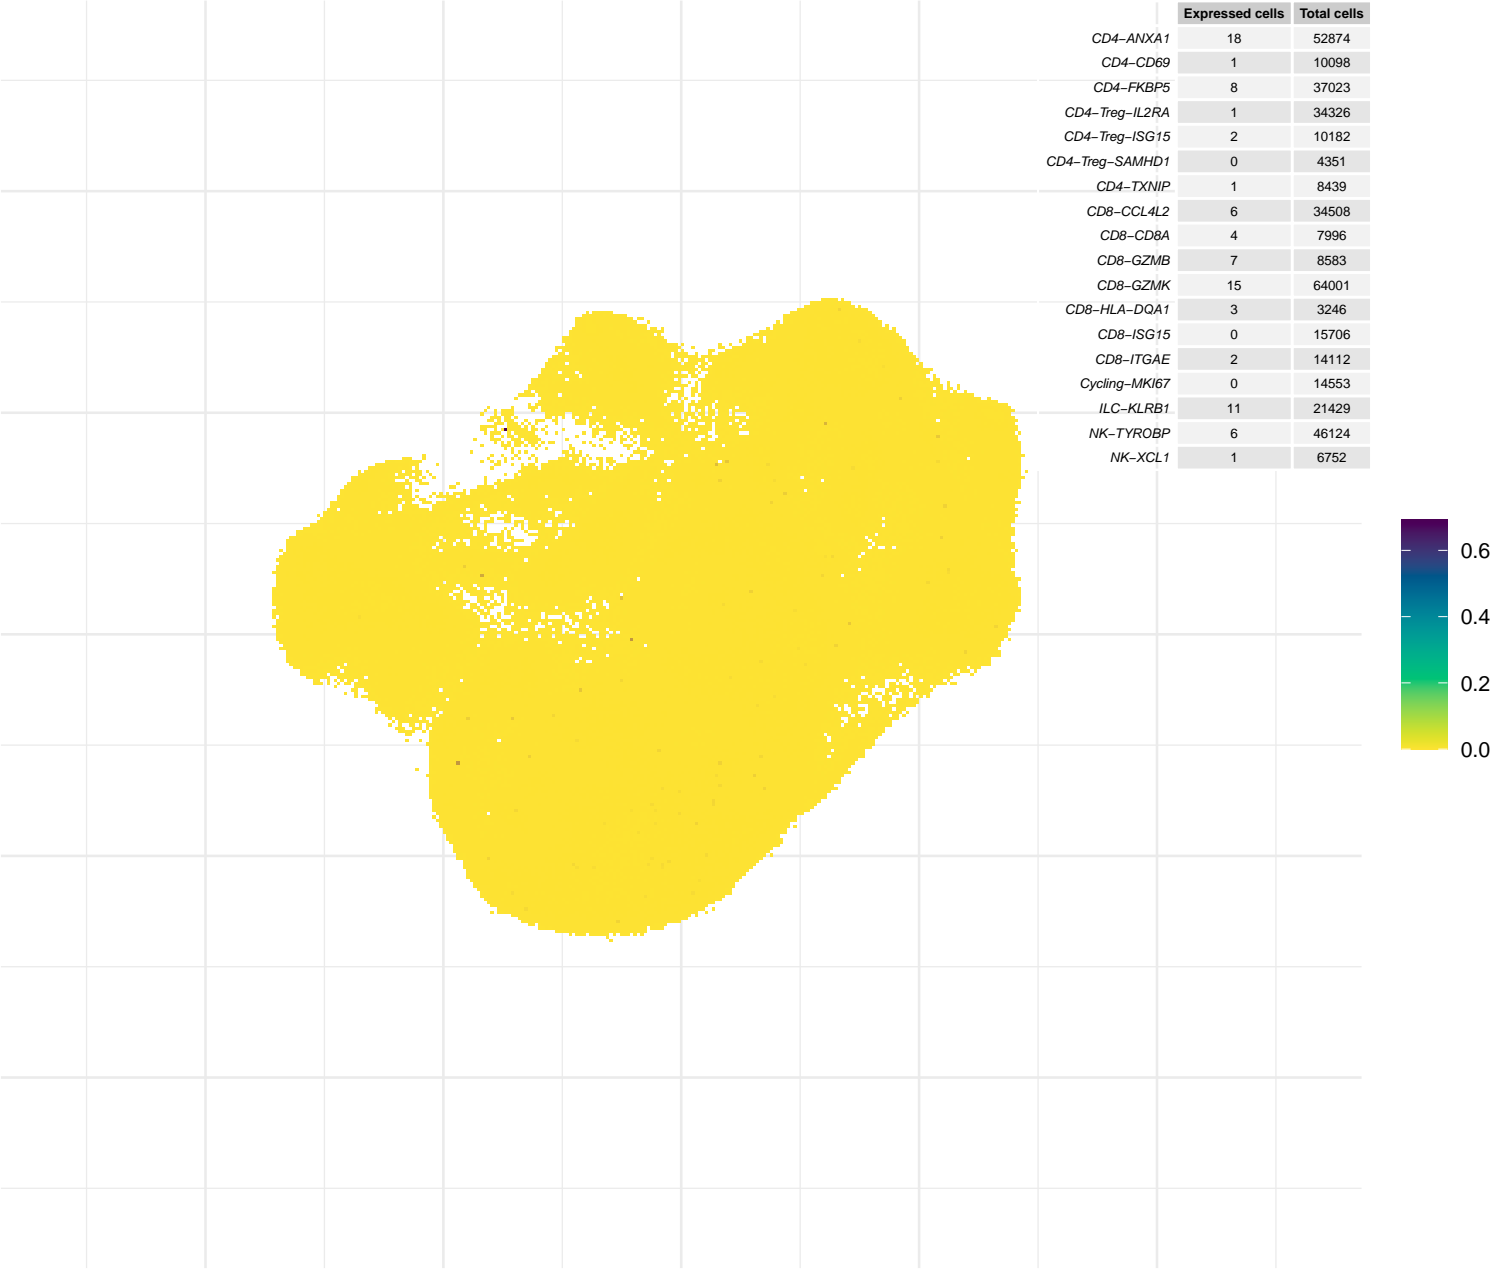 Expressed cells Total cells
CD4−ANXA1 18 52874
CD4−CD69 1 10098
CD4−FKBP5 8 37023
CD4−Treg−IL2RA 1 34326
CD4−Treg−ISG15 2 10182
CD4−Treg−SAMHD1 0 4351
CD4−TXNIP 1 8439
CD8−CCL4L2 6 34508
CD8−CD8A 4 7996
CD8−GZMB 7 8583
CD8−GZMK 15 64001
CD8−HLA−DQA1 3 3246
CD8−ISG15 0 15706
CD8−ITGAE 2 14112
Cycling−MKI67 0 14553
ILC−KLRB1 11 21429
NK−TYROBP 6 46124
NK−XCL1 1 6752
0.6
0.4
0.2
0.0